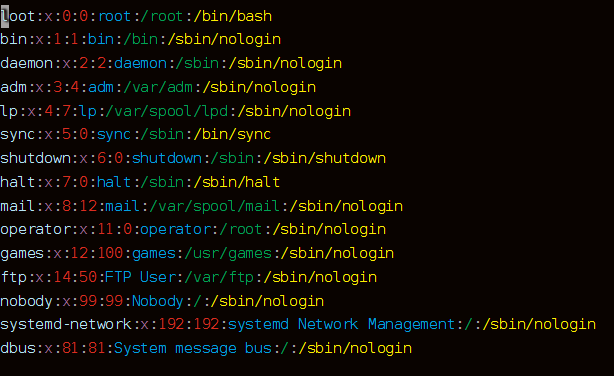 root:x:0:0:root:/root:/bin/bash
bin:x:1:1:bin:/bin:/sbin/nologin
daemon:x:2:2:daemon:/sbin:/sbin/nologin
adm:x:3:4:adm:/var/adm:/sbin/nologin
lp:x:4:7:lp:/var/spool/lpd:/sbin/nologin
sync:x:5:0:sync:/sbin:/bin/sync
shutdown:x:6:0:shutdown:/sbin:/sbin/shutdown
halt:x:7:0:halt:/sbin:/sbin/halt
mail:x:8:12:mail:/var/spool/mail:/sbin/nologin
operator:x:11:0:operator:/root:/sbin/nologin
games:x:12:100:games:/usr/games:/sbin/nologin
ftp:x:14:50:FTP User:/var/ftp:/sbin/nologin
nobody:x:99:99:Nobody:/:/sbin/nologin
systemd-network:x:192:192:systemd Network Management:/:/sbin/nologin
dbus:x:81:81:System message bus:/:/sbin/nologin